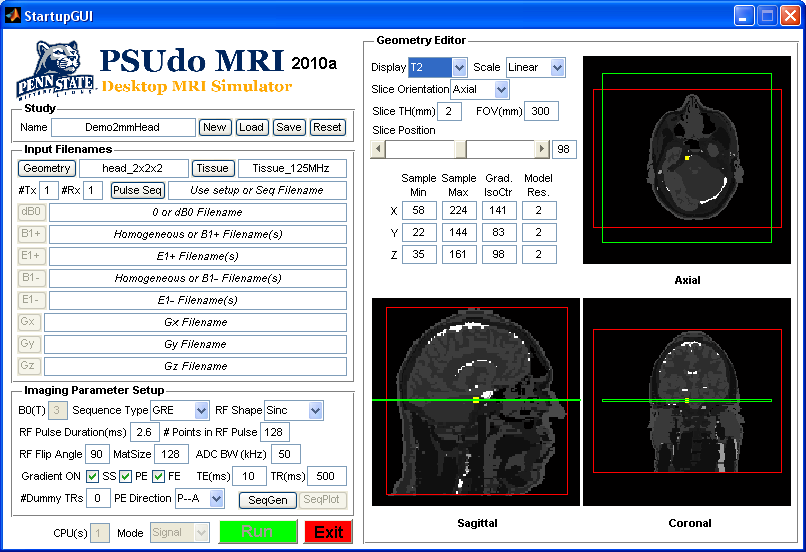 StartupGUI
PENN STATE
PSUdo MRI 2010a
Desktop MRI Simulator
Study
Name Demo2mmHead New Load Save Reset
Input Filenames
Geometry head_2x2x2 Tissue Tissue_125MHz
#Tx 1 #Rx 1 Pulse Seq Use setup or Seq Filename
dB0 0 or dB0 Filename
B1+ Homogeneous or B1+ Filename(s)
E1+ E1+ Filename(s)
B1- Homogeneous or B1- Filename(s)
E1- E1- Filename(s)
Gx Gx Filename
Gy Gy Filename
Gz Gz Filename
Imaging Parameter Setup
B0(T) 3 Sequence Type GRE RF Shape Sinc
RF Pulse Duration(ms) 2.6 # Points in RF Pulse 128
RF Flip Angle 90 MatSize 128 ADC BW (kHz) 50
Gradient ON SS PE FE TE(ms) 10 TR(ms) 500
#Dummy TRs 0 PE Direction P--A SeqGen SeqPlot
CPU(s) 1 Mode Signal Run Exit
Geometry Editor
Display T2 Scale Linear
Slice Orientation Axial
Slice TH(mm) 2 FOV(mm) 300
Slice Position
98
Sample Min Sample Max Grad. IsoCtr Model Res.
X 58 224 141 2
Y 22 144 83 2
Z 35 161 98 2
Axial
Sagittal
Coronal